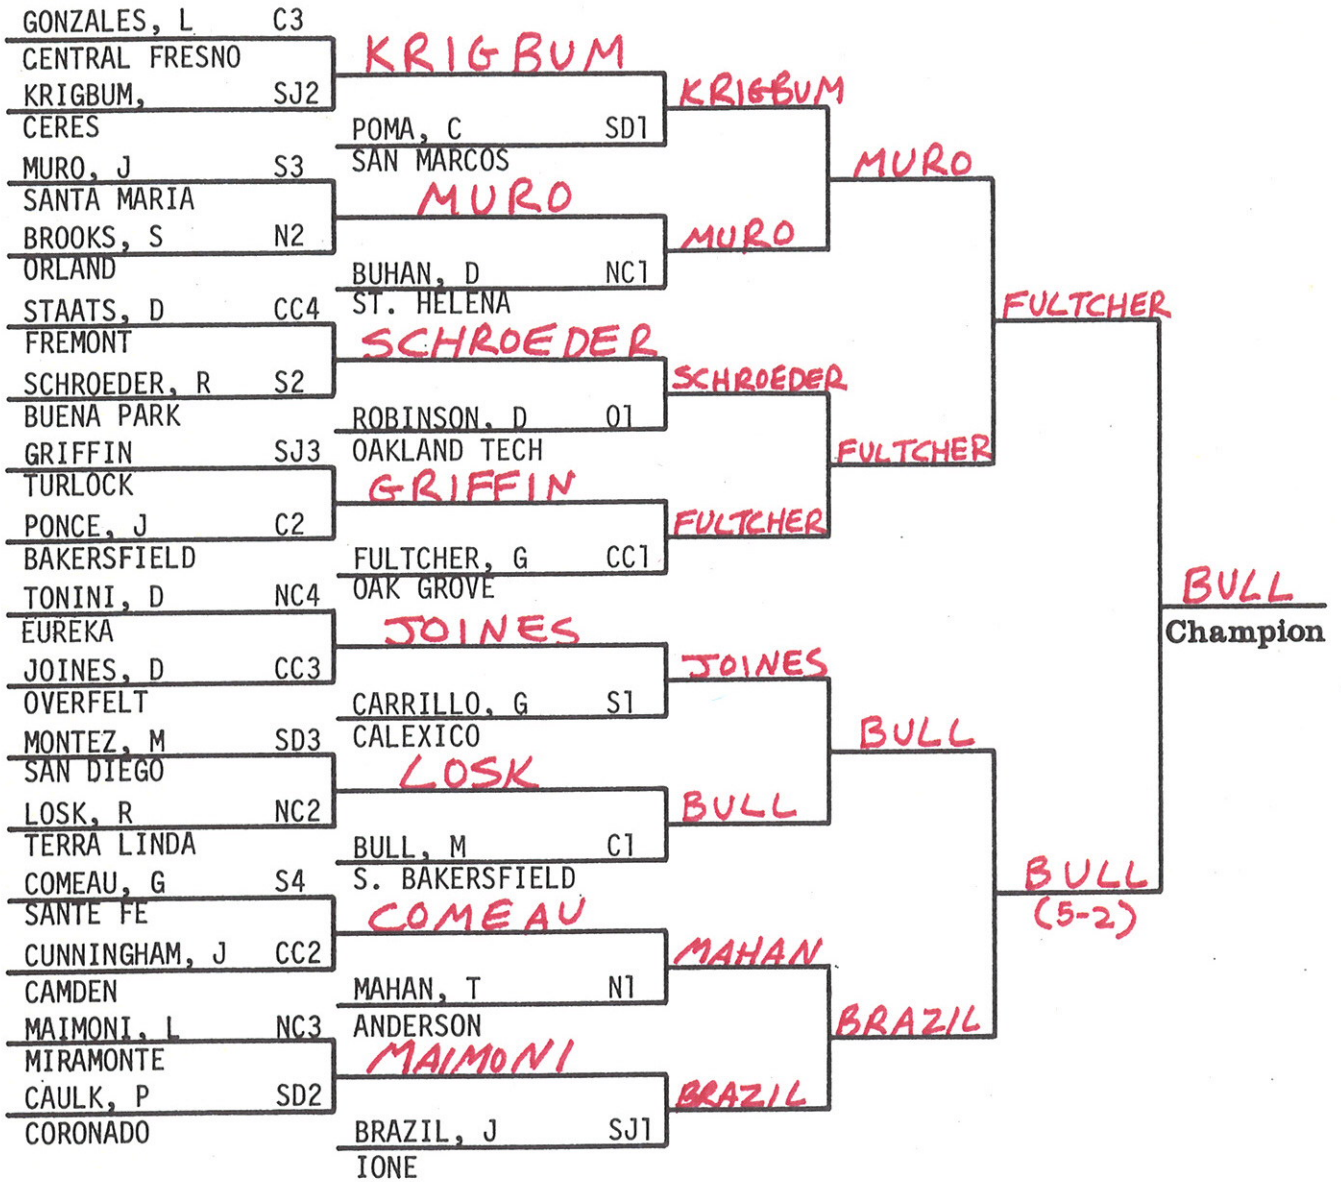 GONZALES, L C3
CENTRAL FRESNO
KRIGBUM, SJ2
CERES
MURO, J S3
SANTA MARIA
BROOKS, S N2
ORLAND
STAATS, D CC4
FREMONT
SCHROEDER, R S2
BUENA PARK
GRIFFIN SJ3
TURLOCK
PONCE, J C2
BAKERSFIELD
TONINI, D NC4
EUREKA
JOINES, D CC3
OVERFELT
MONTEZ, M SD3
SAN DIEGO
LOSK, R NC2
TERRA LINDA
COMEAU, G S4
SANTE FE
CUNNINGHAM, J CC2
CAMDEN
MAIMONI, L NC3
MIRAMONTE
CAULK, P SD2
CORONADO
KRIGBUM
POMA, C SD1
SAN MARCOS
MURO
BUHAN, D NC1
ST. HELENA
SCHROEDER
ROBINSON, D O1
OAKLAND TECH
GRIFFIN
FULTCHER, G CC1
OAK GROVE
JOINES
CARRILLO, G S1
CALEXICO
LOSK
BULL, M C1
S. BAKERSFIELD
COMEAU
MAHAN, T N1
ANDERSON
MAIMONI
BRAZIL, J SJ1
IONE
KRIGBUM
MURO
SCHROEDER
FULTCHER
JOINES
BULL
MAHAN
BRAZIL
MURO
FULTCHER
BULL
BRAZIL
FULTCHER
BULL
(5-2)
BULL
Champion